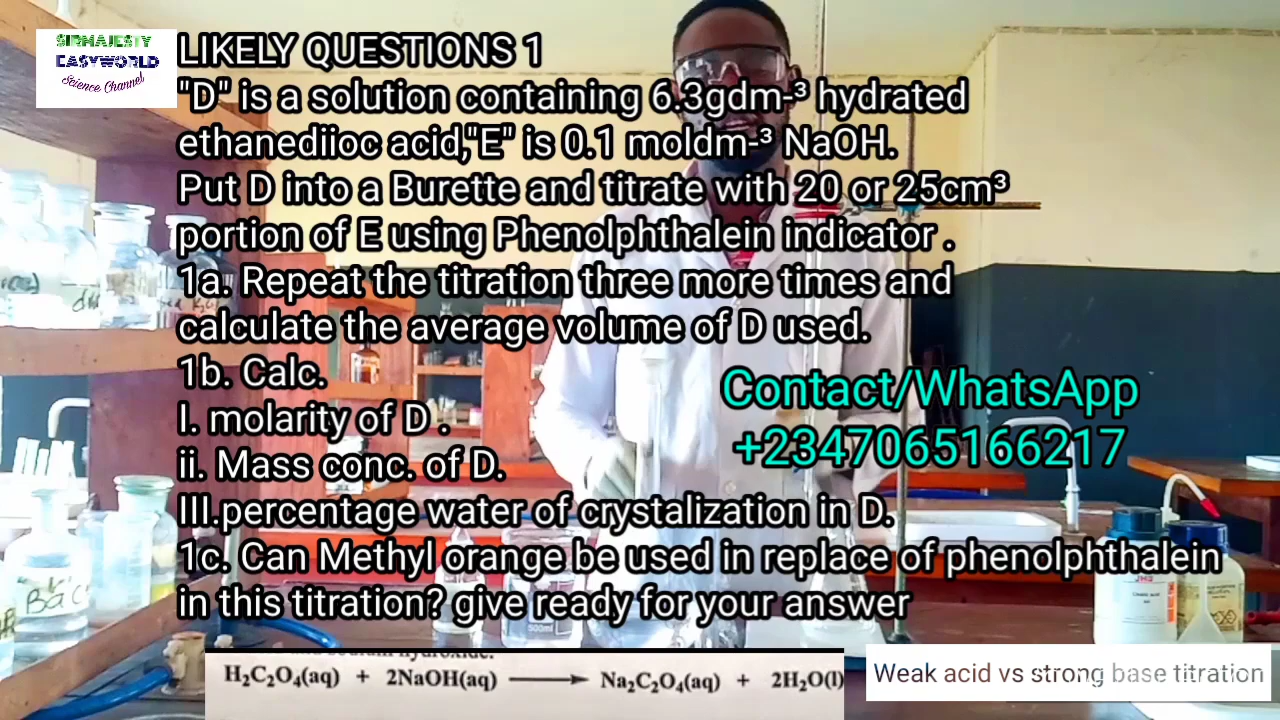 SIRMAJESTY
EASYWORLD
Science Channel
LIKELY QUESTIONS 1
"D" is a solution containing 6.3gdm-³ hydrated
ethanediioc acid,"E" is 0.1 moldm-³ NaOH.
Put D into a Burette and titrate with 20 or 25cm³
portion of E using Phenolphthalein indicator .
1a. Repeat the titration three more times and
calculate the average volume of D used.
1b. Calc.
I. molarity of D .
ii. Mass conc. of D.
III.percentage water of crystalization in D.
1c. Can Methyl orange be used in replace of phenolphthalein
in this titration? give ready for your answer
Contact/WhatsApp
+2347065166217
H₂C₂O₄(aq) + 2NaOH(aq) ⟶ Na₂C₂O₄(aq) + 2H₂O(l)
Weak acid vs strong base titration